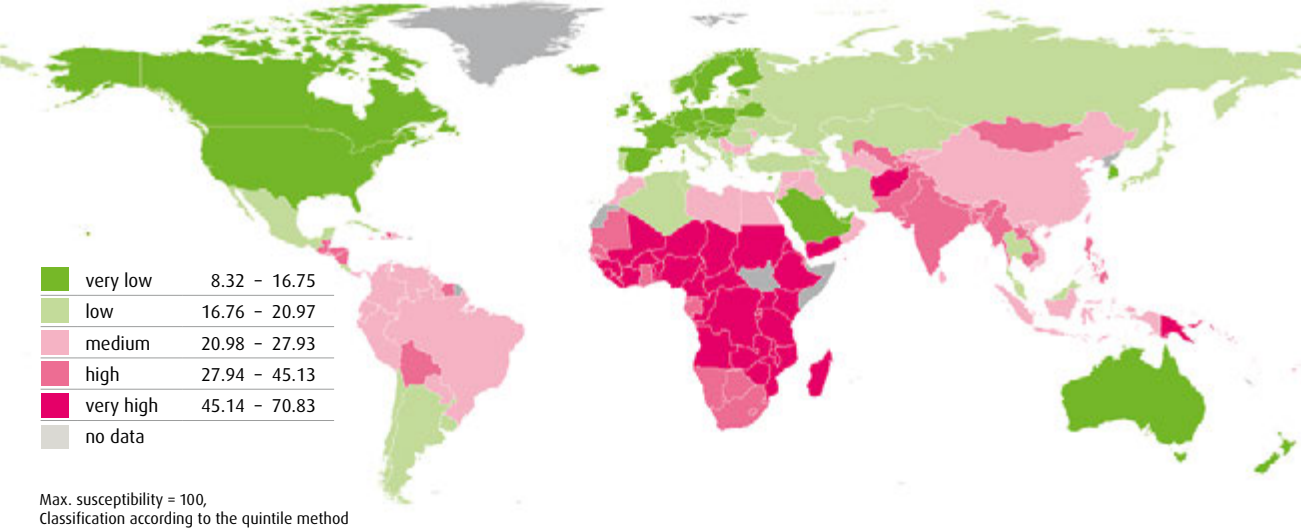 very low 8.32 – 16.75
low 16.76 – 20.97
medium 20.98 – 27.93
high 27.94 – 45.13
very high 45.14 – 70.83
no data
Max. susceptibility = 100,
Classification according to the quintile method